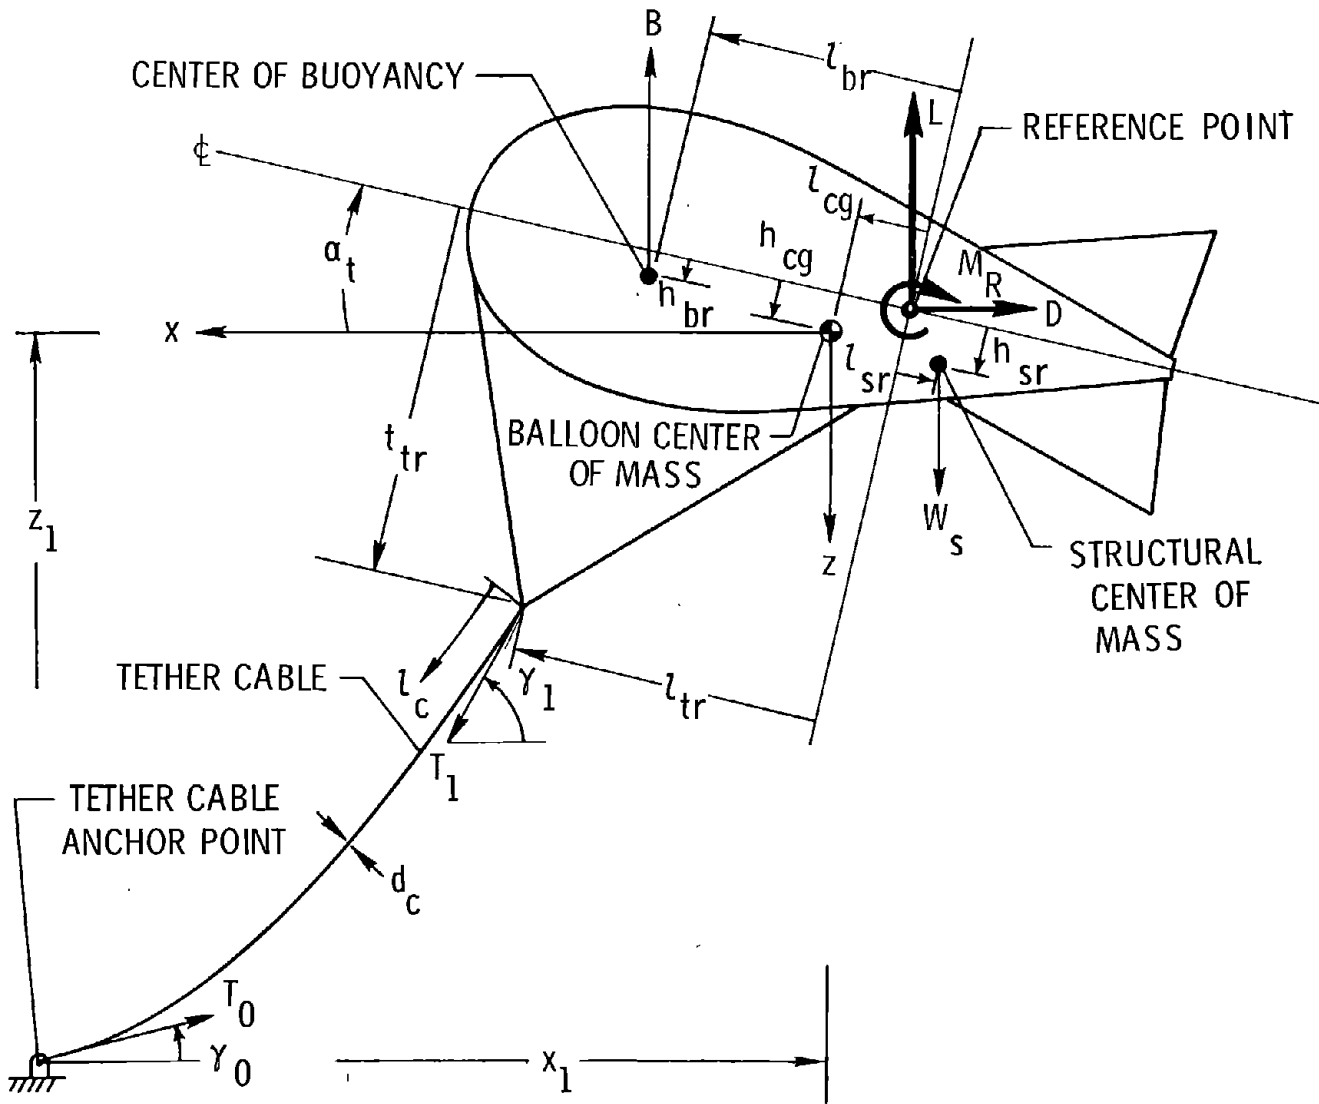 B
l_br
CENTER OF BUOYANCY
L
REFERENCE POINT
℄
l_cg
α_t
h_cg
M_R
h_br
D
X
l_sr
h_sr
t_tr
BALLOON CENTER
OF MASS
z_1
W_s
z
STRUCTURAL
CENTER OF
MASS
TETHER CABLE
l_c
γ_1
l_tr
T_1
TETHER CABLE
ANCHOR POINT
d_c
T_0
γ_0
x_1